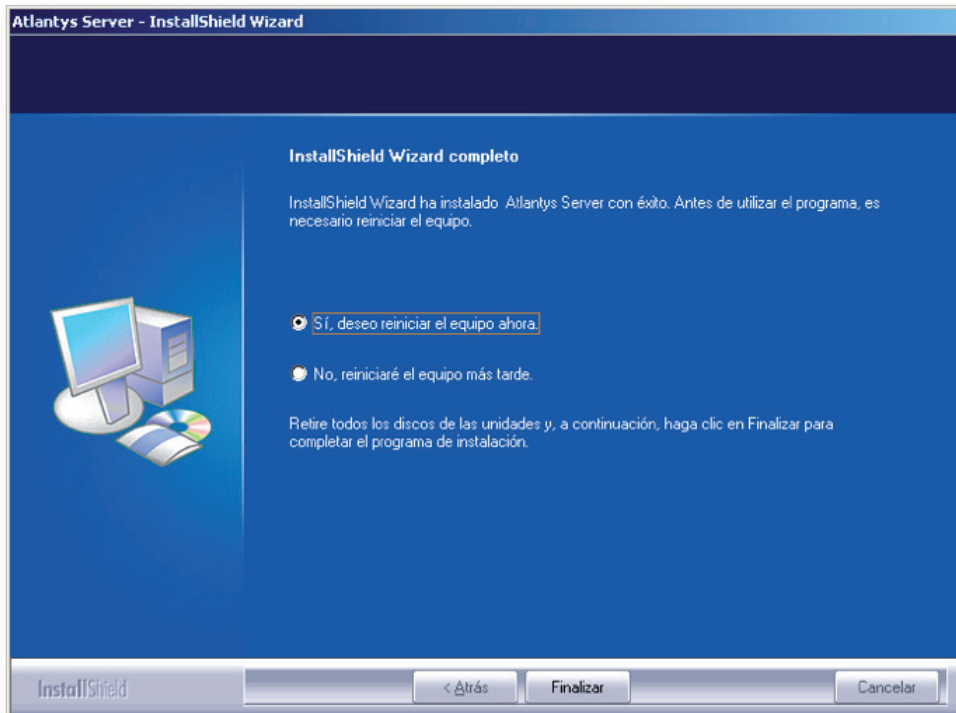 Atlantys Server - InstallShield Wizard
InstallShield Wizard completo
InstallShield Wizard ha instalado Atlantys Server con éxito. Antes de utilizar el programa, es
necesario reiniciar el equipo.
Sí, deseo reiniciar el equipo ahora.
No, reiniciaré el equipo más tarde.
Retire todos los discos de las unidades y, a continuación, haga clic en Finalizar para
completar el programa de instalación.
InstallShield
< Atrás
Finalizar
Cancelar